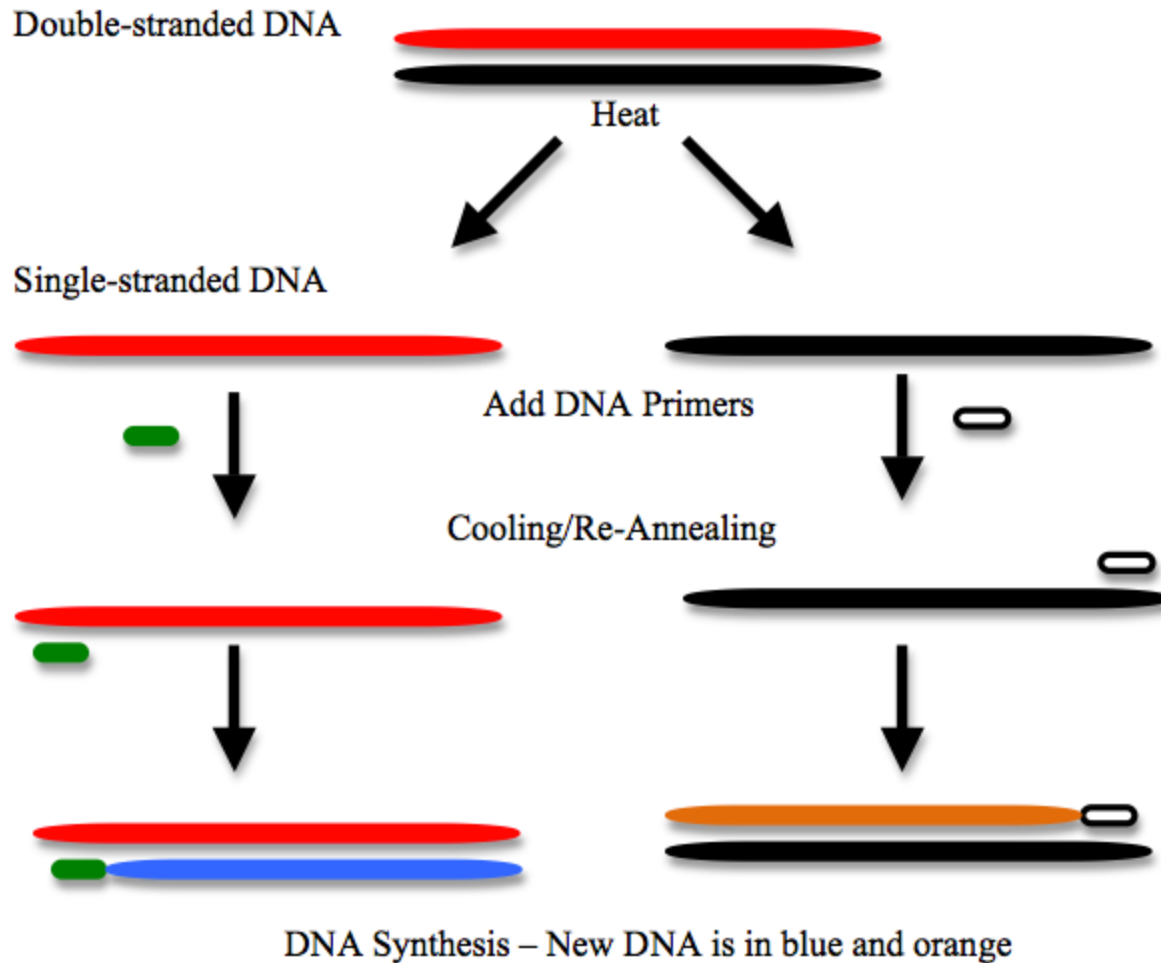 Double-stranded DNA
Heat
Single-stranded DNA
Add DNA Primers
Cooling/Re-Annealing
DNA Synthesis – New DNA is in blue and orange